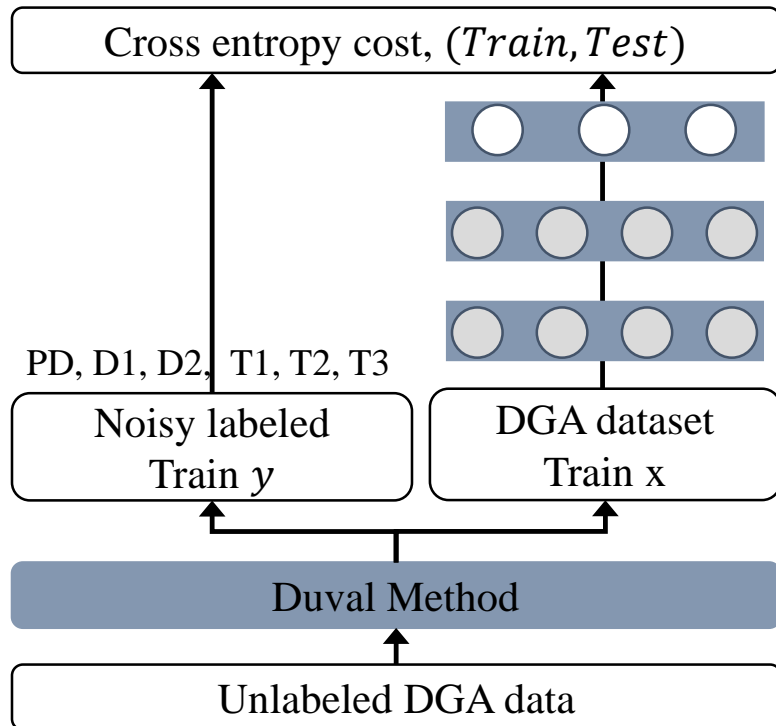 Cross entropy cost, (Train, Test)
PD, D1, D2, T1, T2, T3
Noisy labeled
Train y
DGA dataset
Train x
Duval Method
Unlabeled DGA data